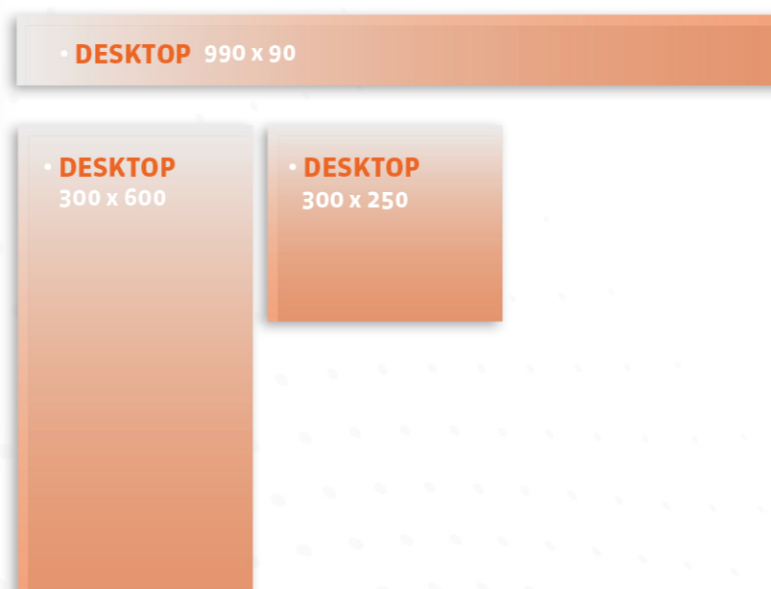 • DESKTOP 990 x 90
• DESKTOP
300 x 600
• DESKTOP
300 x 250